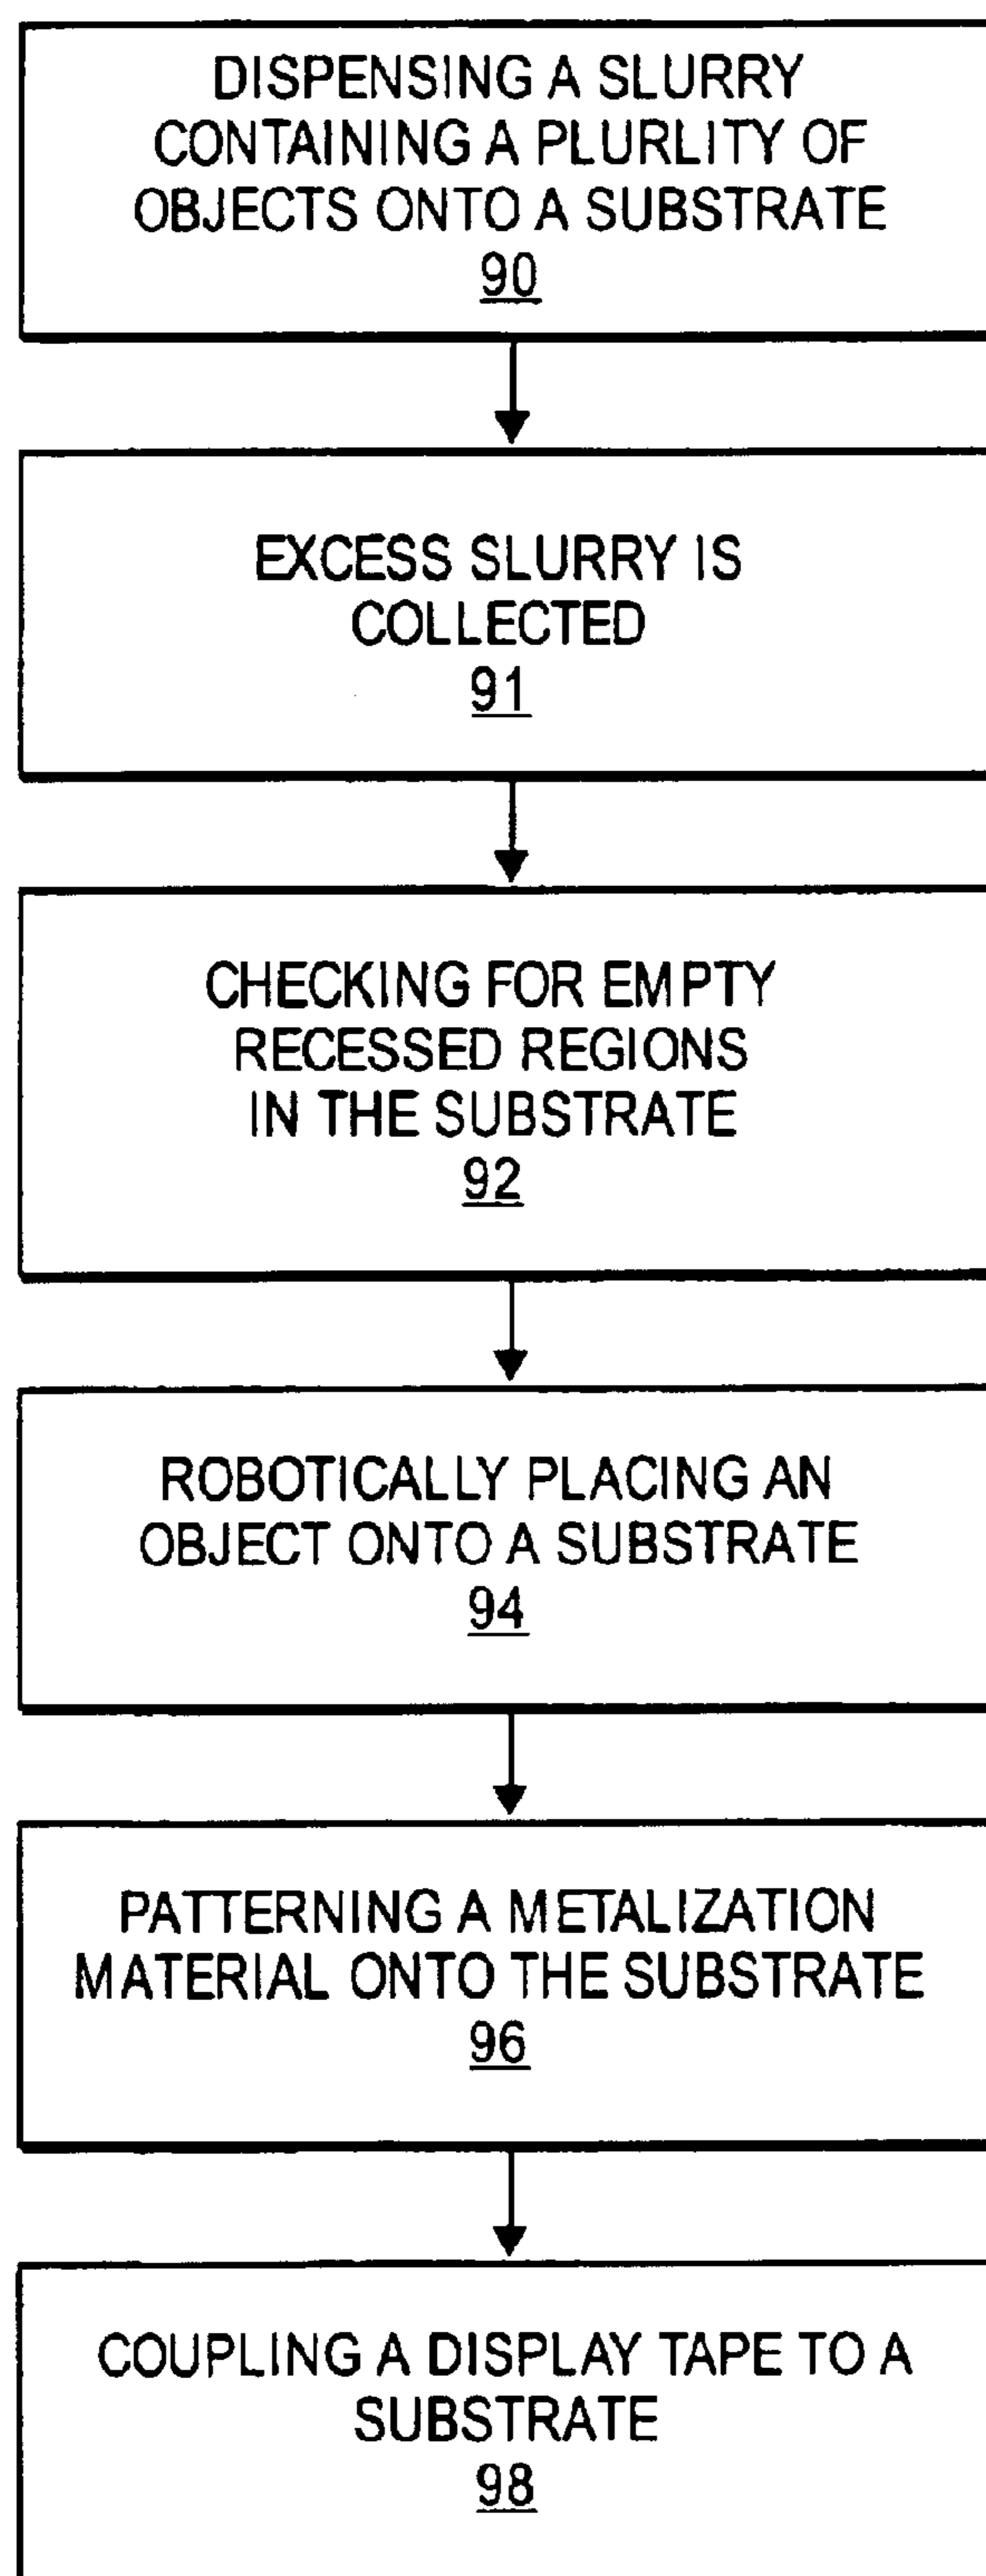 DISPENSING A SLURRY
CONTAINING A PLURLITY OF
OBJECTS ONTO A SUBSTRATE
90
EXCESS SLURRY IS
COLLECTED
91
CHECKING FOR EMPTY
RECESSED REGIONS
IN THE SUBSTRATE
92
ROBOTICALLY PLACING AN
OBJECT ONTO A SUBSTRATE
94
PATTERNING A METALIZATION
MATERIAL ONTO THE SUBSTRATE
96
COUPLING A DISPLAY TAPE TO A
SUBSTRATE
98